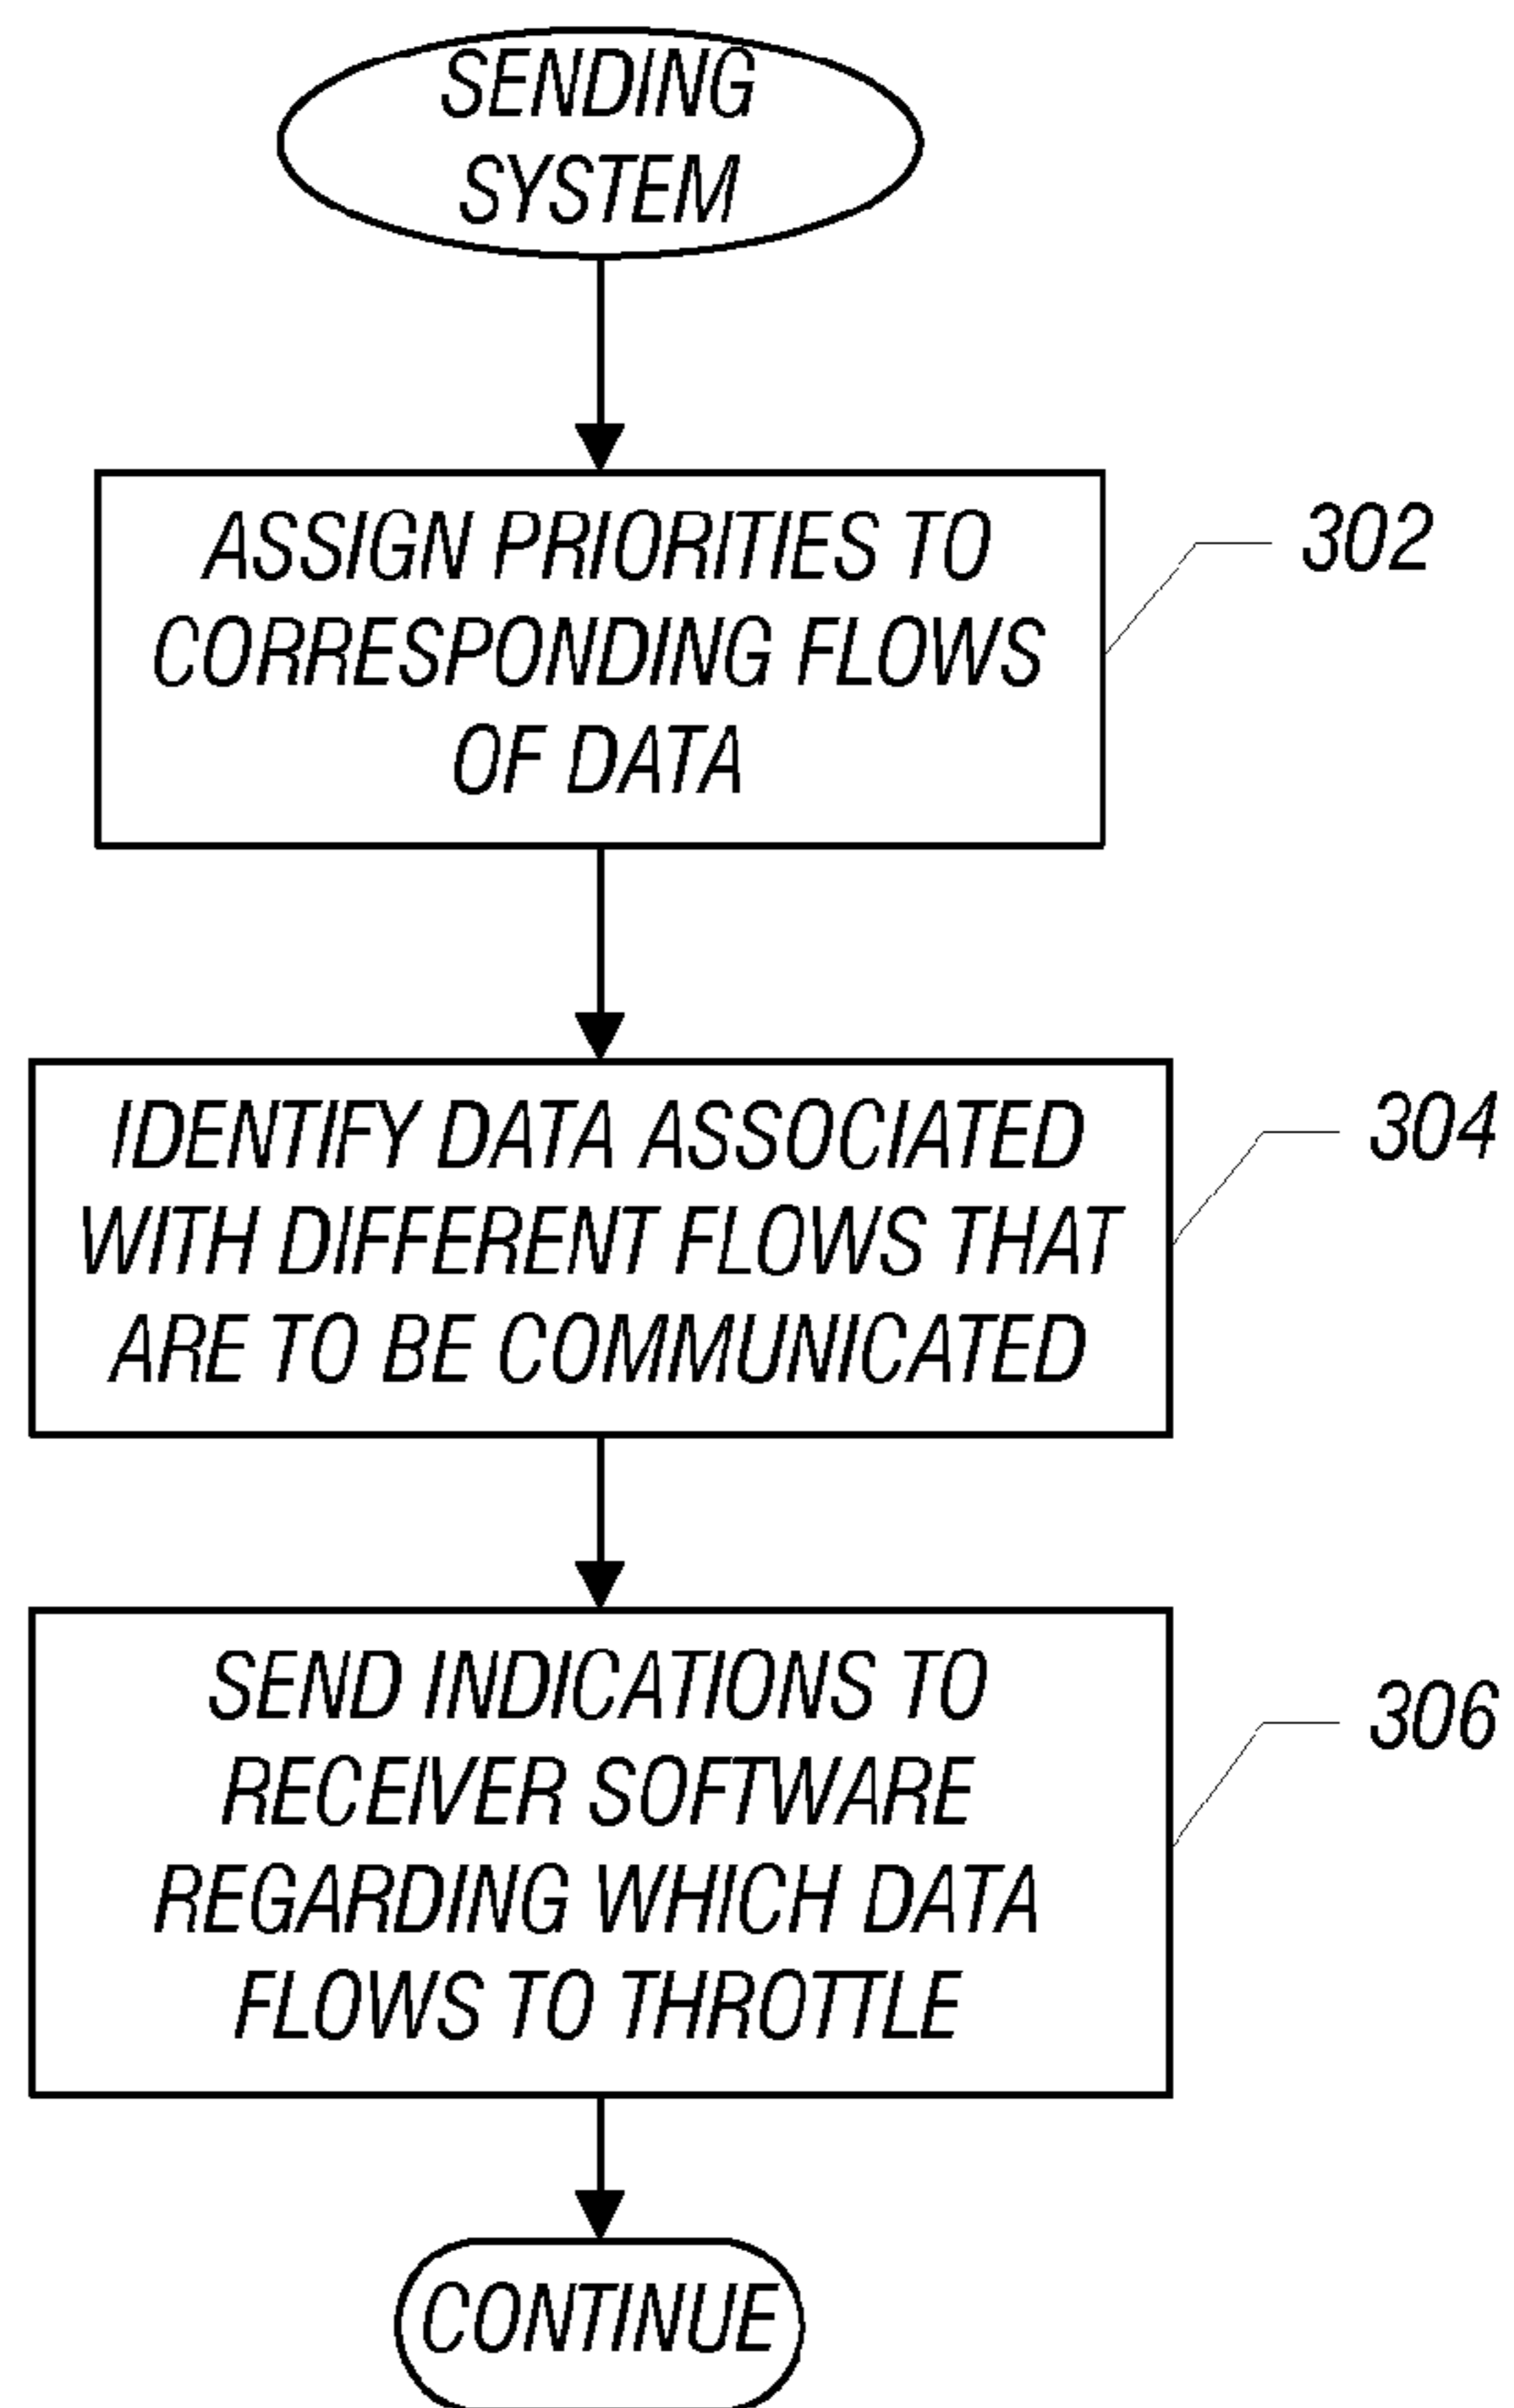 SENDING
SYSTEM
ASSIGN PRIORITIES TO
CORRESPONDING FLOWS
OF DATA
302
IDENTIFY DATA ASSOCIATED
WITH DIFFERENT FLOWS THAT
ARE TO BE COMMUNICATED
304
SEND INDICATIONS TO
RECEIVER SOFTWARE
REGARDING WHICH DATA
FLOWS TO THROTTLE
306
CONTINUE